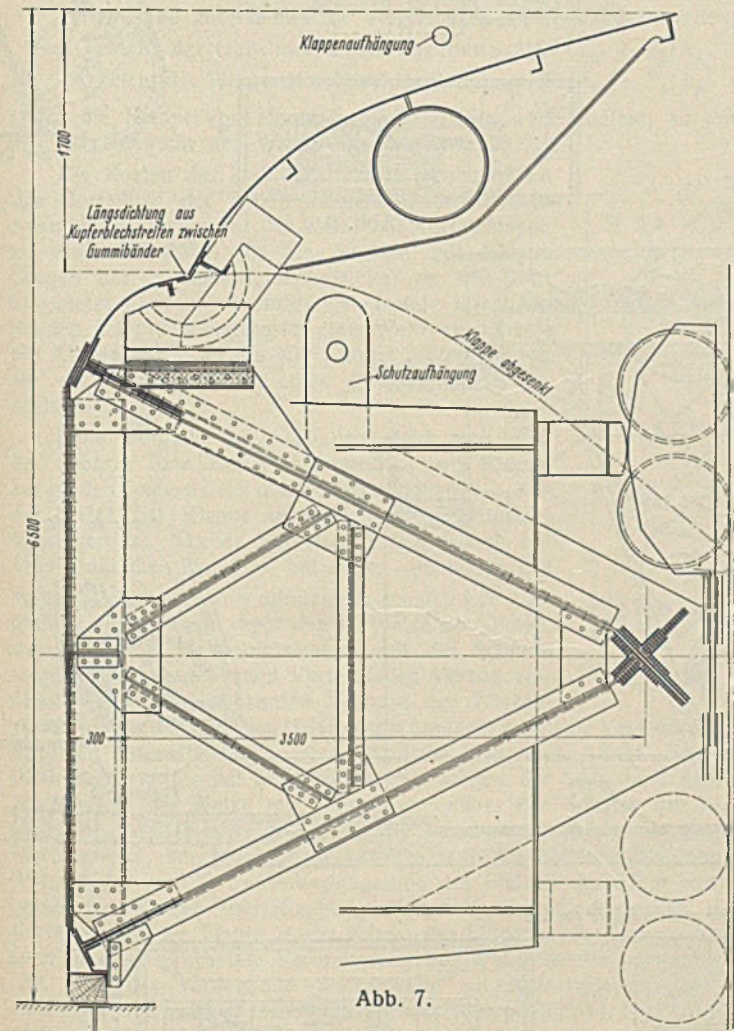 Klappenaufhängung
1700
Längsdichtung aus
Kupferblechstreifen zwischen
Gummibänder
Klappe abgesenkt
Schutzaufhängung
6500
300
3500
Abb. 7.